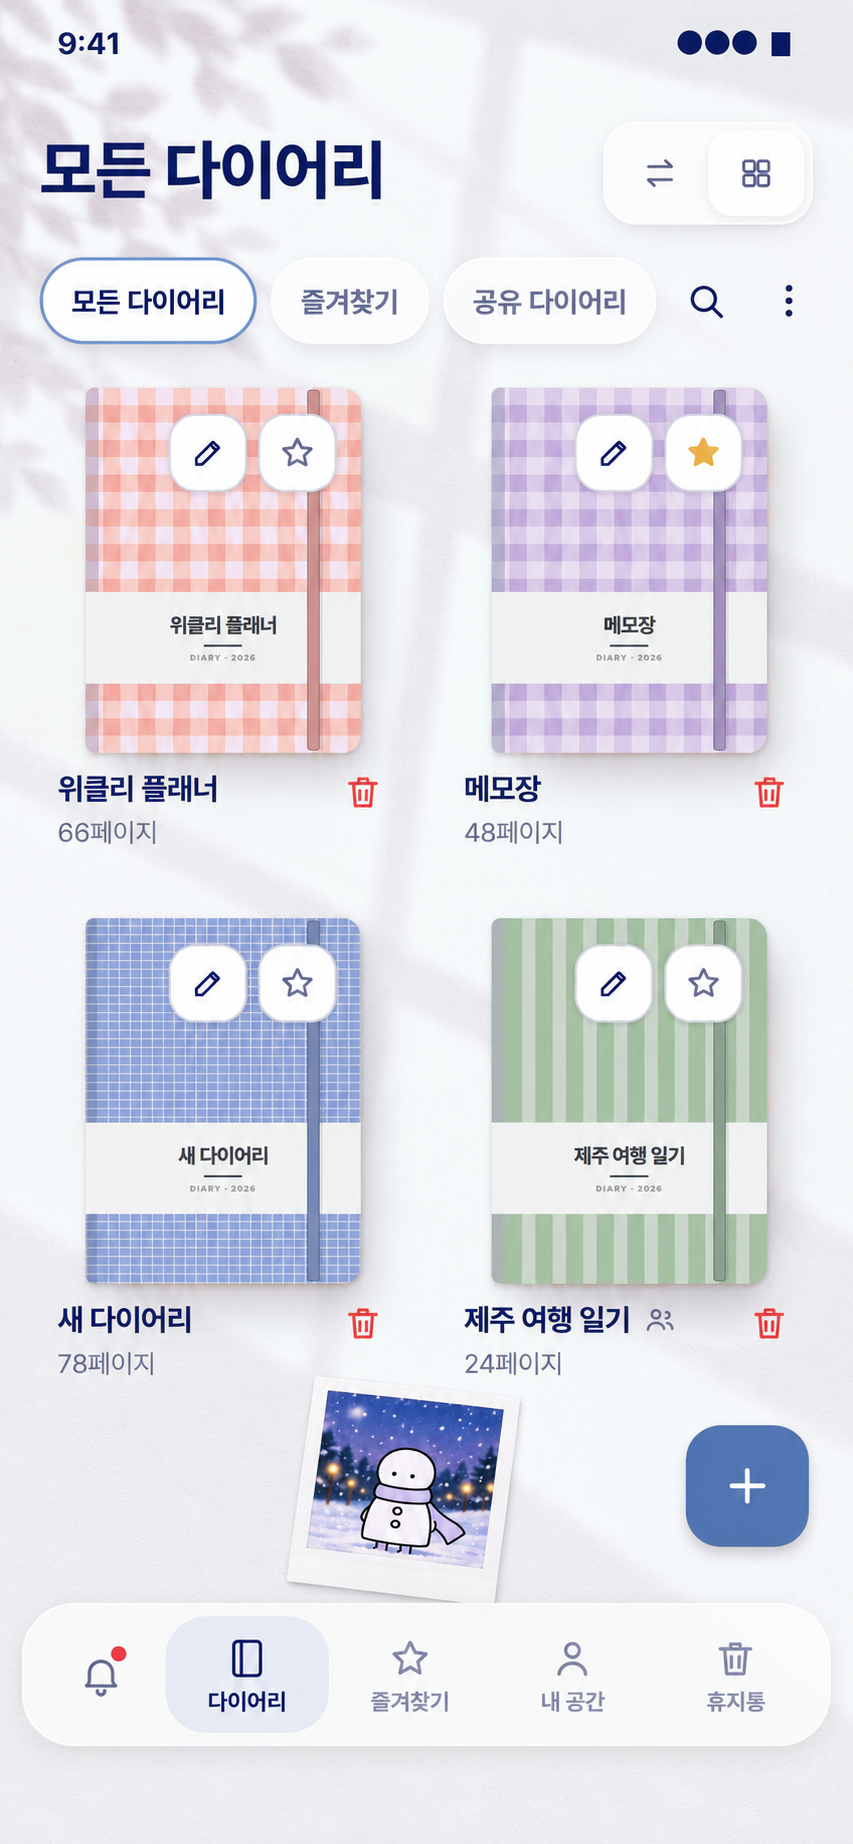 9:41
모든 다이어리
모든 다이어리 즐겨찾기 공유 다이어리
위클리 플래너
DIARY - 2026
메모장
DIARY - 2026
위클리 플래너
66페이지
메모장
48페이지
새 다이어리
DIARY - 2026
제주 여행 일기
DIARY - 2026
새 다이어리
78페이지
제주 여행 일기
24페이지
다이어리 즐겨찾기 내 공간 휴지통